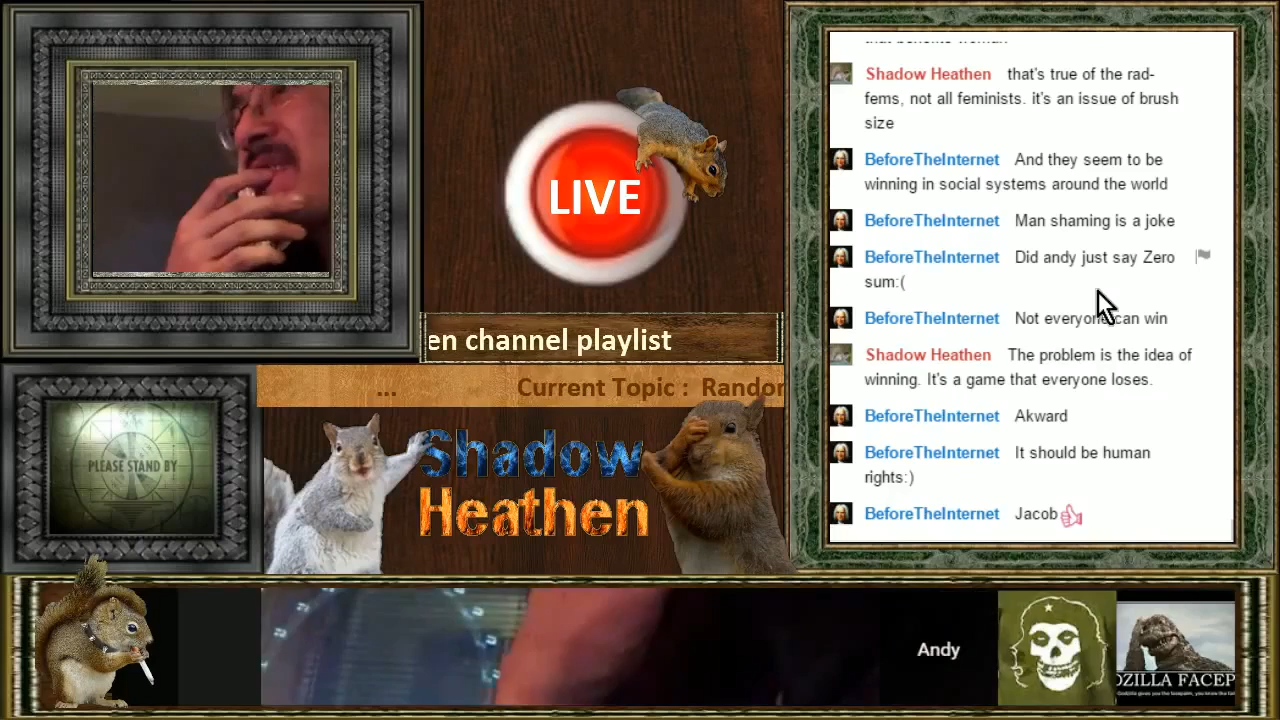 LIVE
en channel playlist
... Current Topic : Random
PLEASE STAND BY
Shadow
Heathen
Shadow Heathen that's true of the rad-
fems, not all feminists. it's an issue of brush
size
BeforeTheInternet And they seem to be
winning in social systems around the world
BeforeTheInternet Man shaming is a joke
BeforeTheInternet Did andy just say Zero
sum:(
BeforeTheInternet Not everyone can win
Shadow Heathen The problem is the idea of
winning. It's a game that everyone loses.
BeforeTheInternet Akward
BeforeTheInternet It should be human
rights:)
BeforeTheInternet Jacob
Andy
OZILLA FACEP